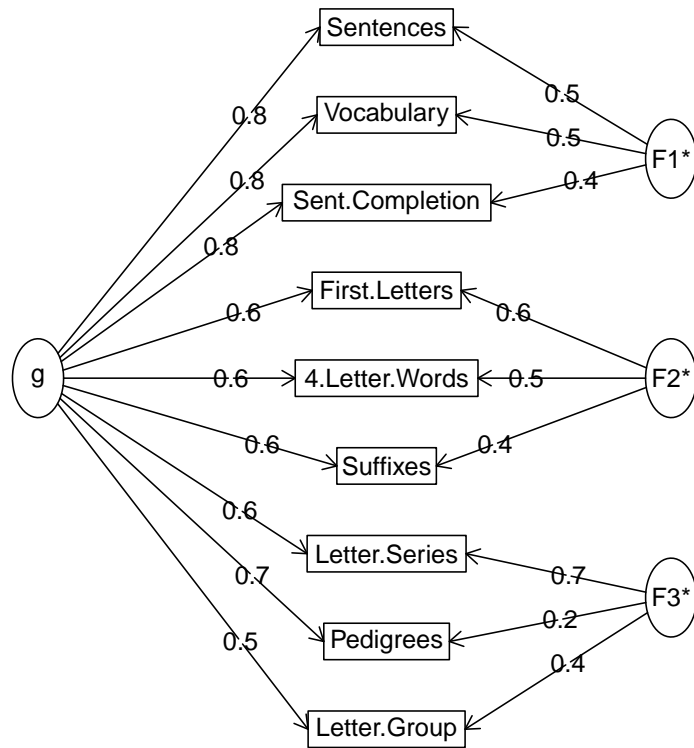 Sentences
0.8
0.5
Vocabulary
0.8
0.5
F1*
Sent.Completion
0.8
0.4
First.Letters
0.6
0.6
g
0.6
4.Letter.Words
0.5
F2*
0.6
Suffixes
0.4
0.6
Letter.Series
0.7
F3*
0.7
Pedigrees
0.2
0.5
Letter.Group
0.4